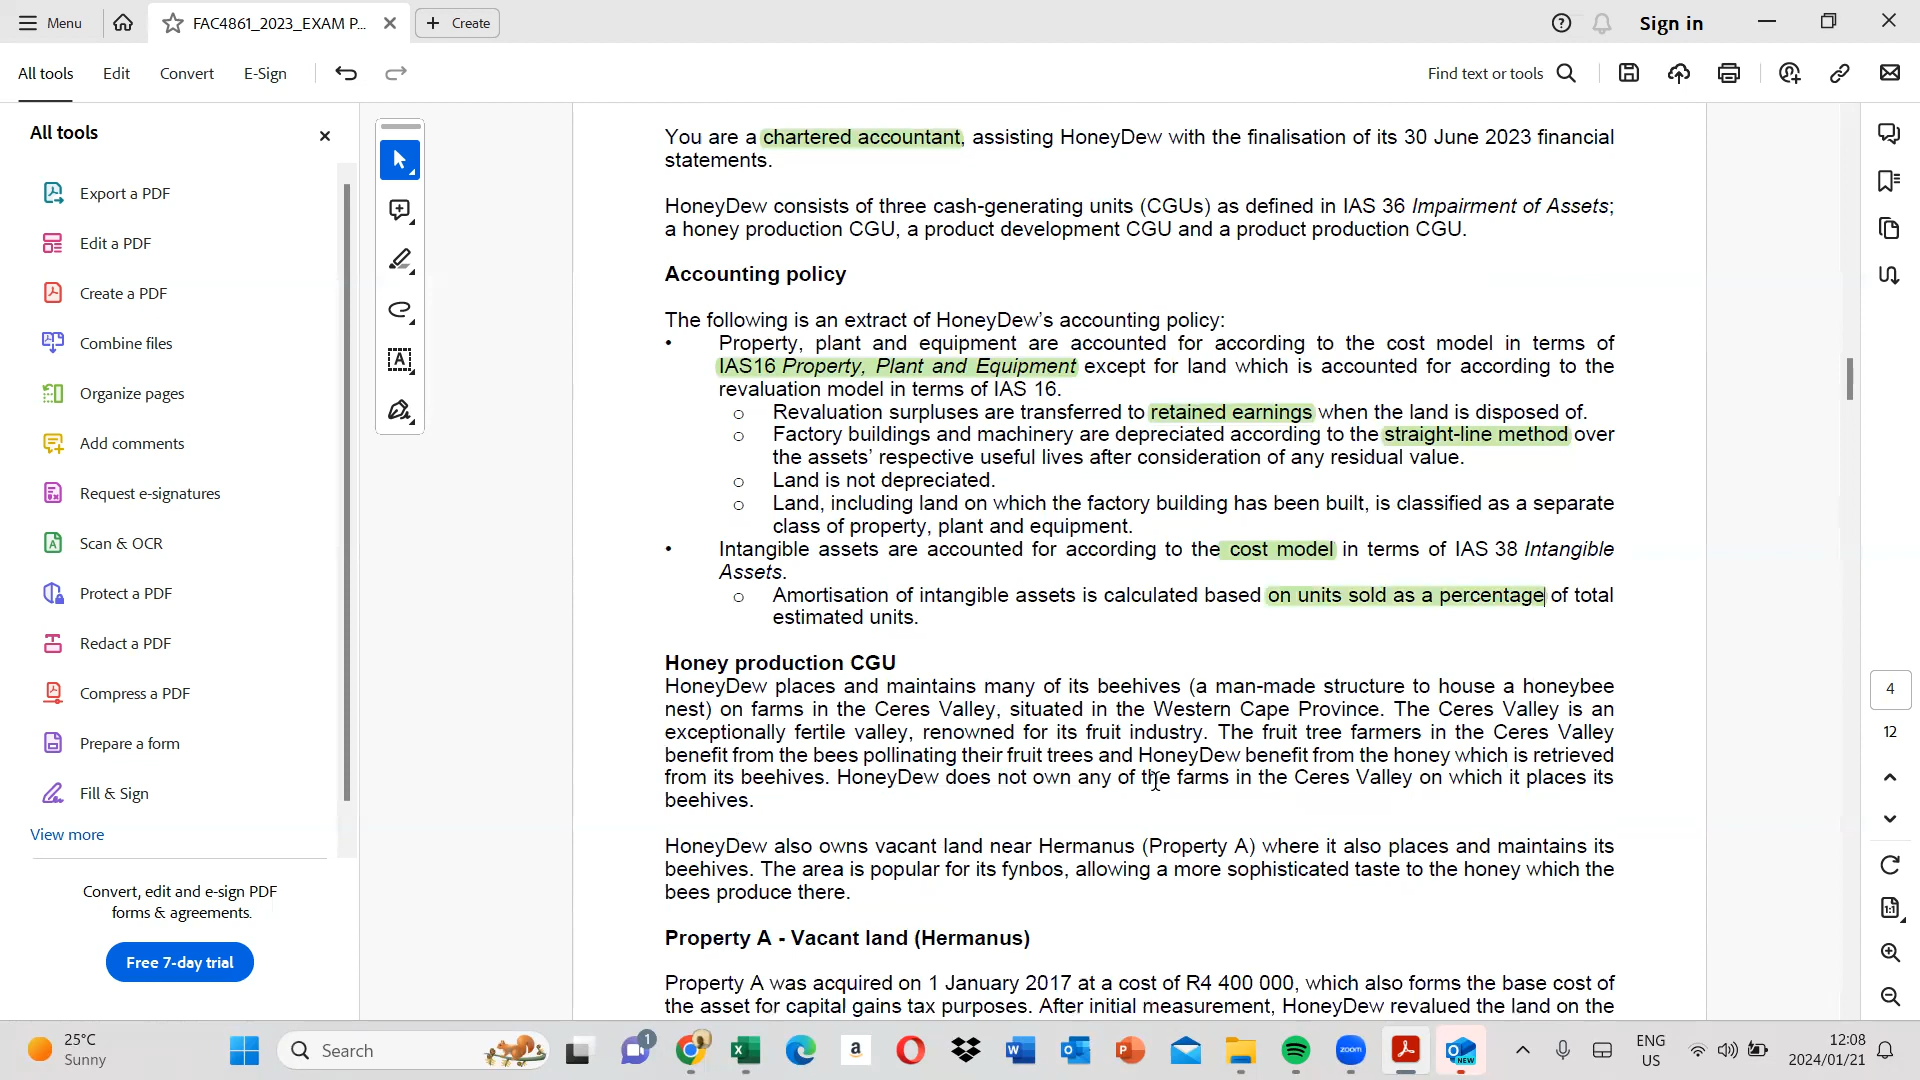 Menu
FAC4861_2023_EXAM P...
Create
Sign in
All tools
Edit
Convert
E-Sign
Find text or tools
All tools
Export a PDF
Edit a PDF
Create a PDF
Combine files
Organize pages
Add comments
Request e-signatures
Scan & OCR
Protect a PDF
Redact a PDF
Compress a PDF
Prepare a form
Fill & Sign
View more
Convert, edit and e-sign PDF
forms & agreements.
Free 7-day trial
You are a chartered accountant, assisting HoneyDew with the finalisation of its 30 June 2023 financial
statements.
HoneyDew consists of three cash-generating units (CGUs) as defined in IAS 36 Impairment of Assets;
a honey production CGU, a product development CGU and a product production CGU.
Accounting policy
The following is an extract of HoneyDew's accounting policy:
• Property, plant and equipment are accounted for according to the cost model in terms of
IAS16 Property, Plant and Equipment except for land which is accounted for according to the
revaluation model in terms of IAS 16.
o Revaluation surpluses are transferred to retained earnings when the land is disposed of.
o Factory buildings and machinery are depreciated according to the straight-line method over
the assets' respective useful lives after consideration of any residual value.
o Land is not depreciated.
o Land, including land on which the factory building has been built, is classified as a separate
class of property, plant and equipment.
• Intangible assets are accounted for according to the cost model in terms of IAS 38 Intangible
Assets.
o Amortisation of intangible assets is calculated based on units sold as a percentage of total
estimated units.
Honey production CGU
HoneyDew places and maintains many of its beehives (a man-made structure to house a honeybee
nest) on farms in the Ceres Valley, situated in the Western Cape Province. The Ceres Valley is an
exceptionally fertile valley, renowned for its fruit industry. The fruit tree farmers in the Ceres Valley
benefit from the bees pollinating their fruit trees and HoneyDew benefit from the honey which is retrieved
from its beehives. HoneyDew does not own any of the farms in the Ceres Valley on which it places its
beehives.
HoneyDew also owns vacant land near Hermanus (Property A) where it also places and maintains its
beehives. The area is popular for its fynbos, allowing a more sophisticated taste to the honey which the
bees produce there.
Property A - Vacant land (Hermanus)
Property A was acquired on 1 January 2017 at a cost of R4 400 000, which also forms the base cost of
the asset for capital gains tax purposes. After initial measurement, HoneyDew revalued the land on the
4
12
1:1
25°C
Sunny
Search
1
a
zoom
NEW
ENG
US
12:08
2024/01/21